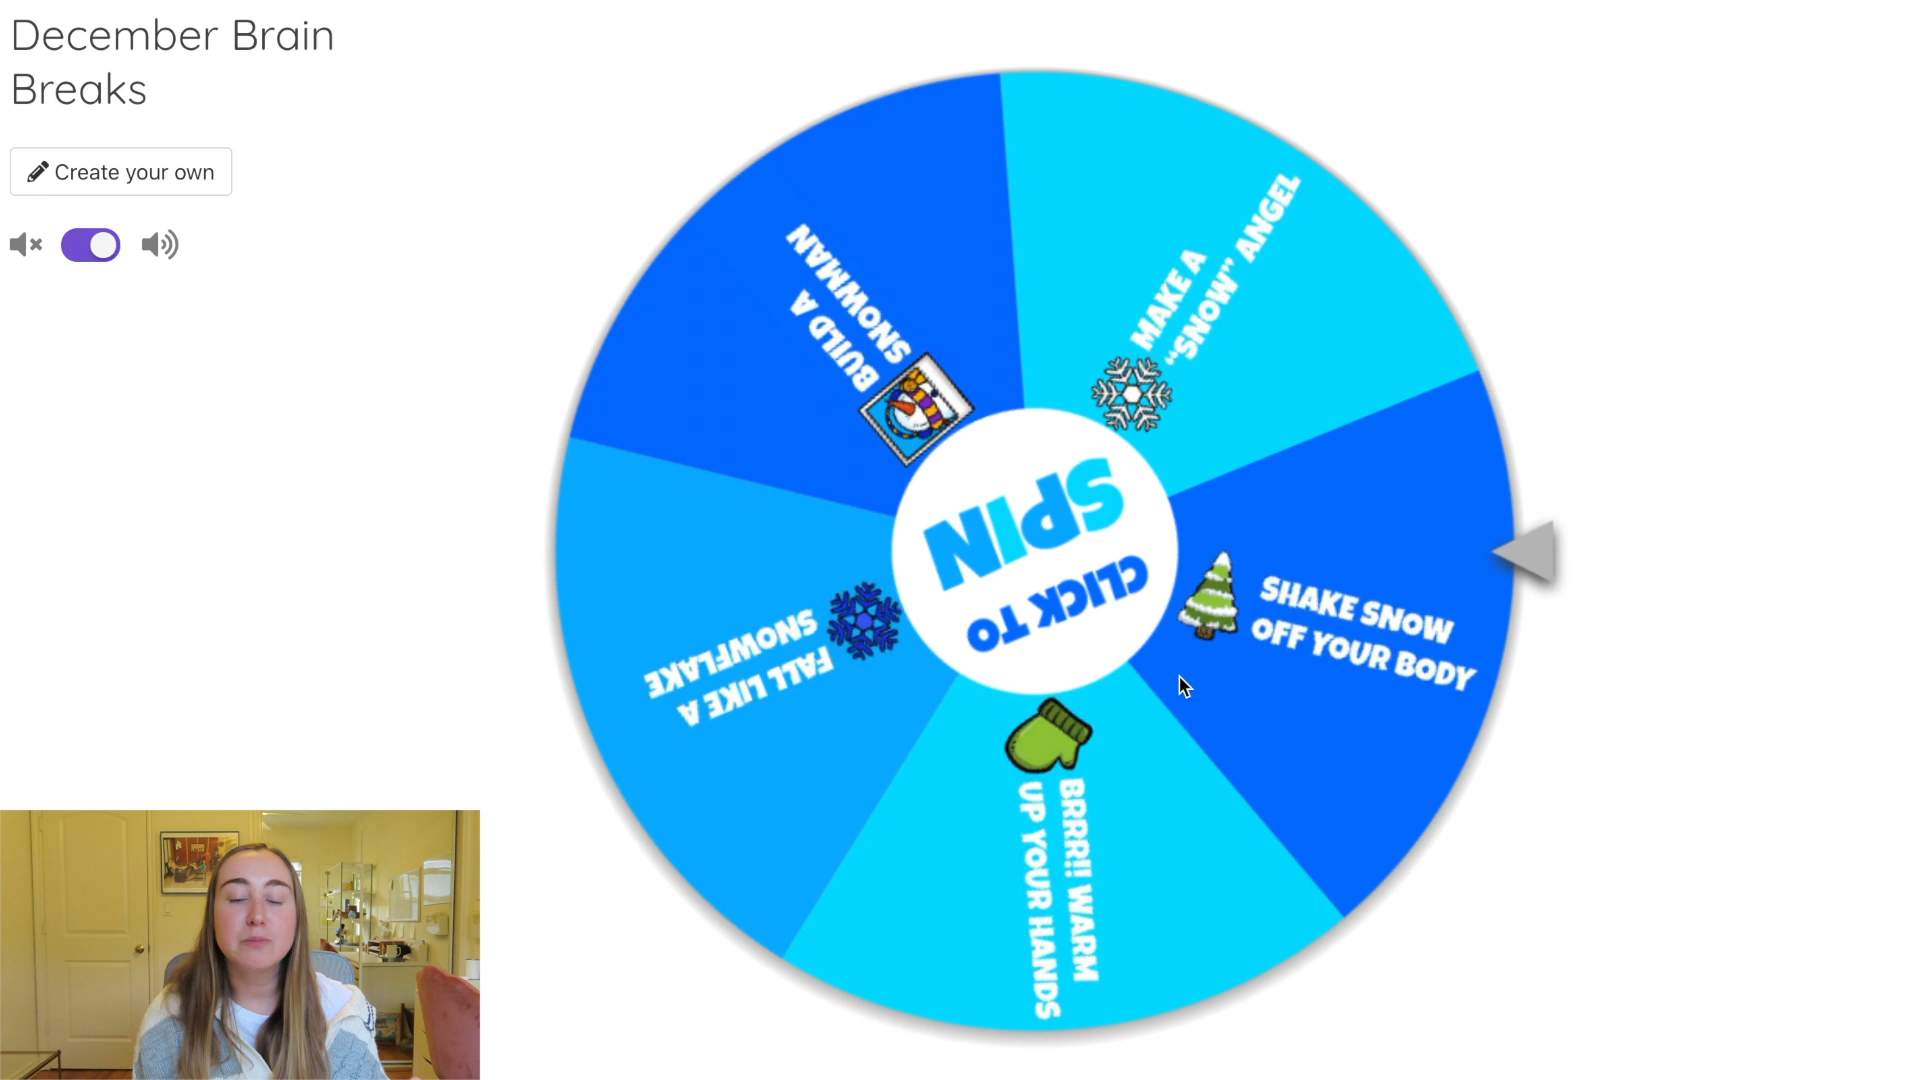 December Brain
Breaks
Create your own
BUILD A
SNOWMAN
MAKE A
“SNOW” ANGEL
SHAKE SNOW
OFF YOUR BODY
BRRR!! WARM
UP YOUR HANDS
FALL LIKE A
SNOWFLAKE
CLICK TO
SPIN